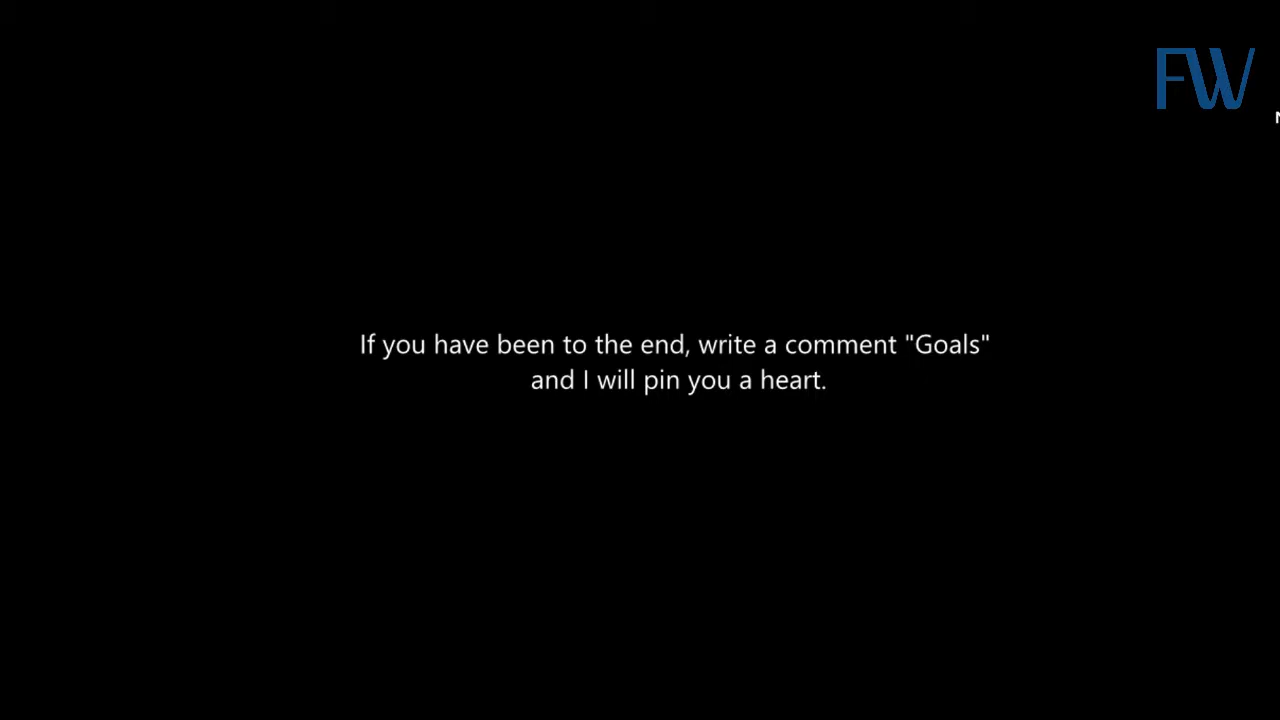 FW
If you have been to the end, write a comment "Goals"
and I will pin you a heart.